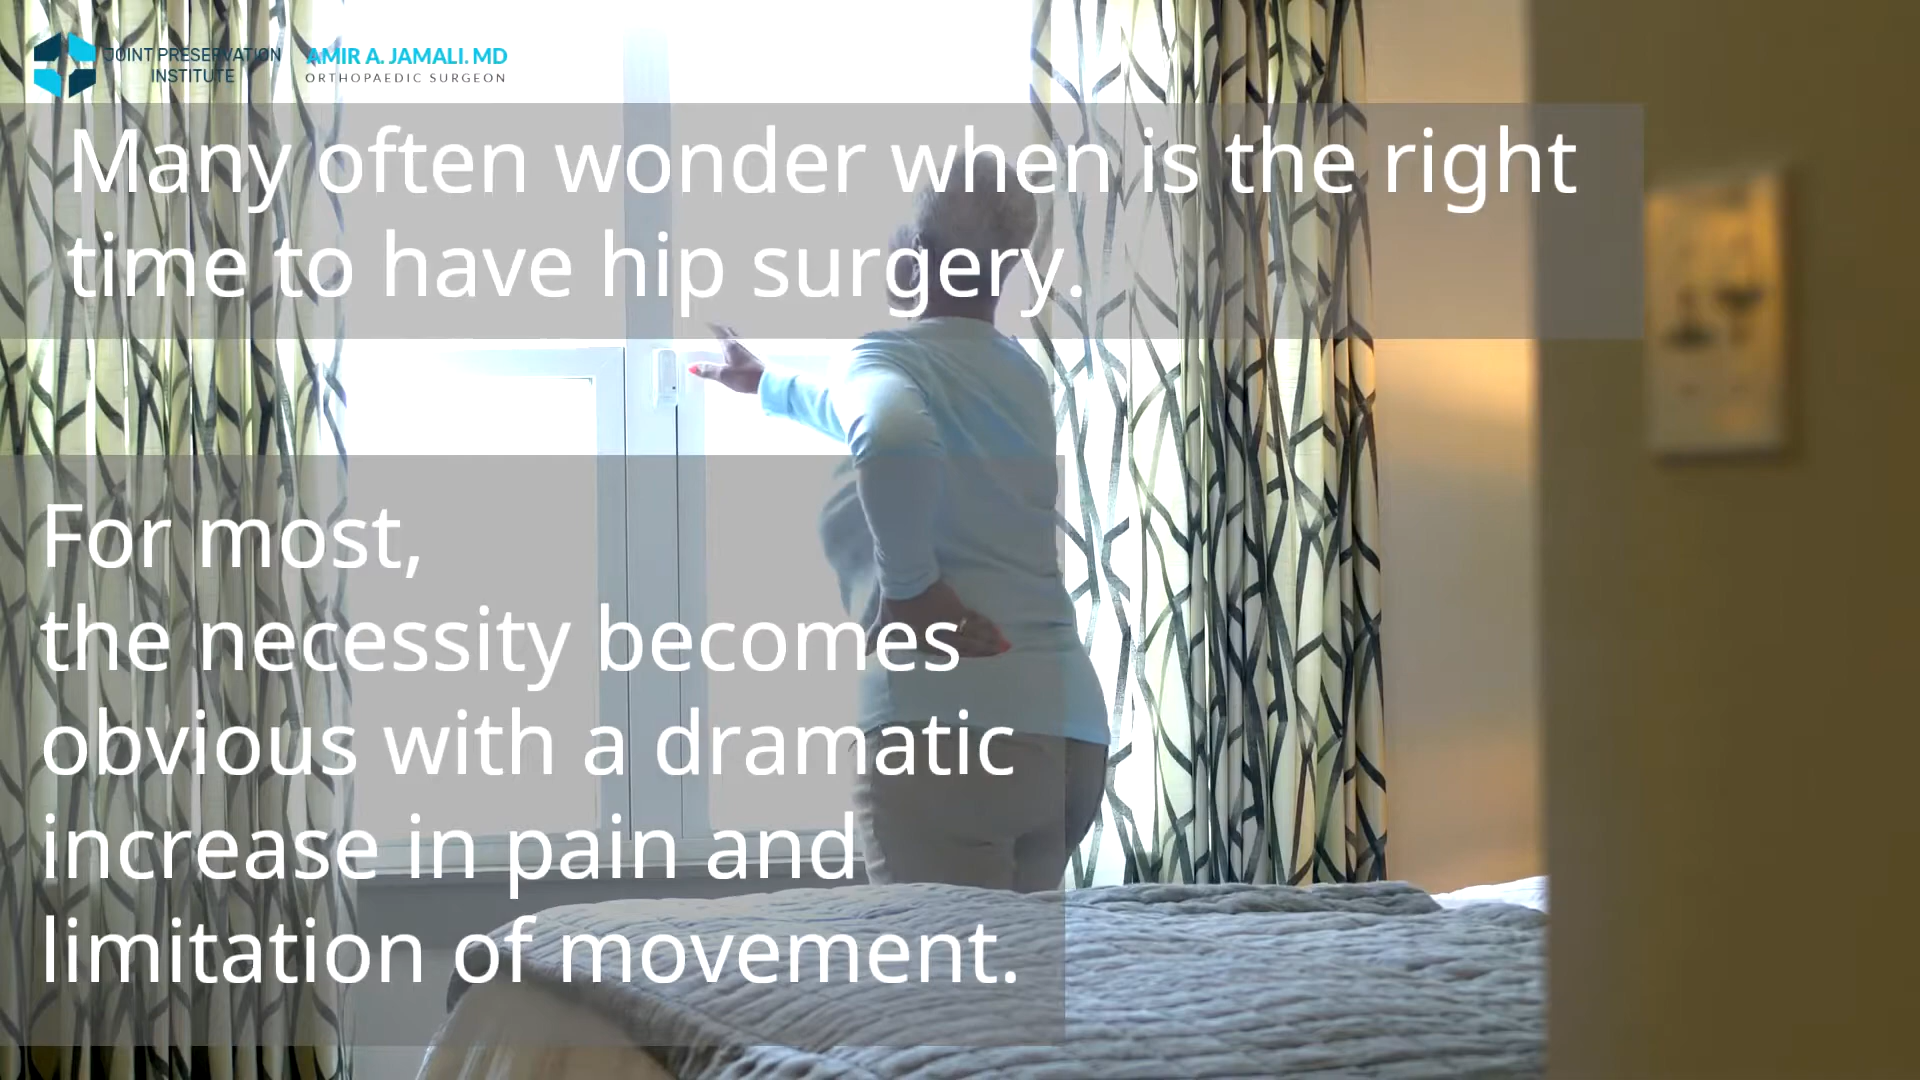 JOINT PRESERVATION
INSTITUTE
AMIR A. JAMALI. MD
ORTHOPAEDIC SURGEON
Many often wonder when is the right
time to have hip surgery.
For most,
the necessity becomes
obvious with a dramatic
increase in pain and
limitation of movement.